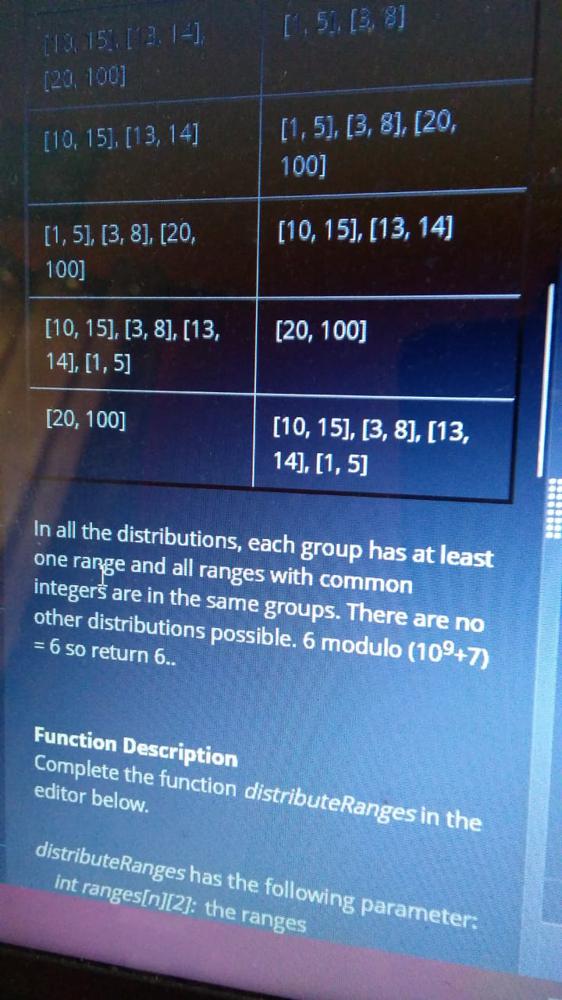 [10, 15], [13, 14],
[20, 100]
[1, 5], [3, 8]
[10, 15], [13, 14]
[1, 5], [3, 8], [20,
100]
[1, 5], [3, 8], [20,
100]
[10, 15], [13, 14]
[10, 15], [3, 8], [13,
14], [1, 5]
[20, 100]
[20, 100]
[10, 15], [3, 8], [13,
14], [1, 5]
In all the distributions, each group has at least
one range and all ranges with common
integers are in the same groups. There are no
other distributions possible. 6 modulo (10⁹+7)
= 6 so return 6..
Function Description
Complete the function distributeRanges in the
editor below.
distributeRanges has the following parameter:
int ranges[n][2]: the ranges